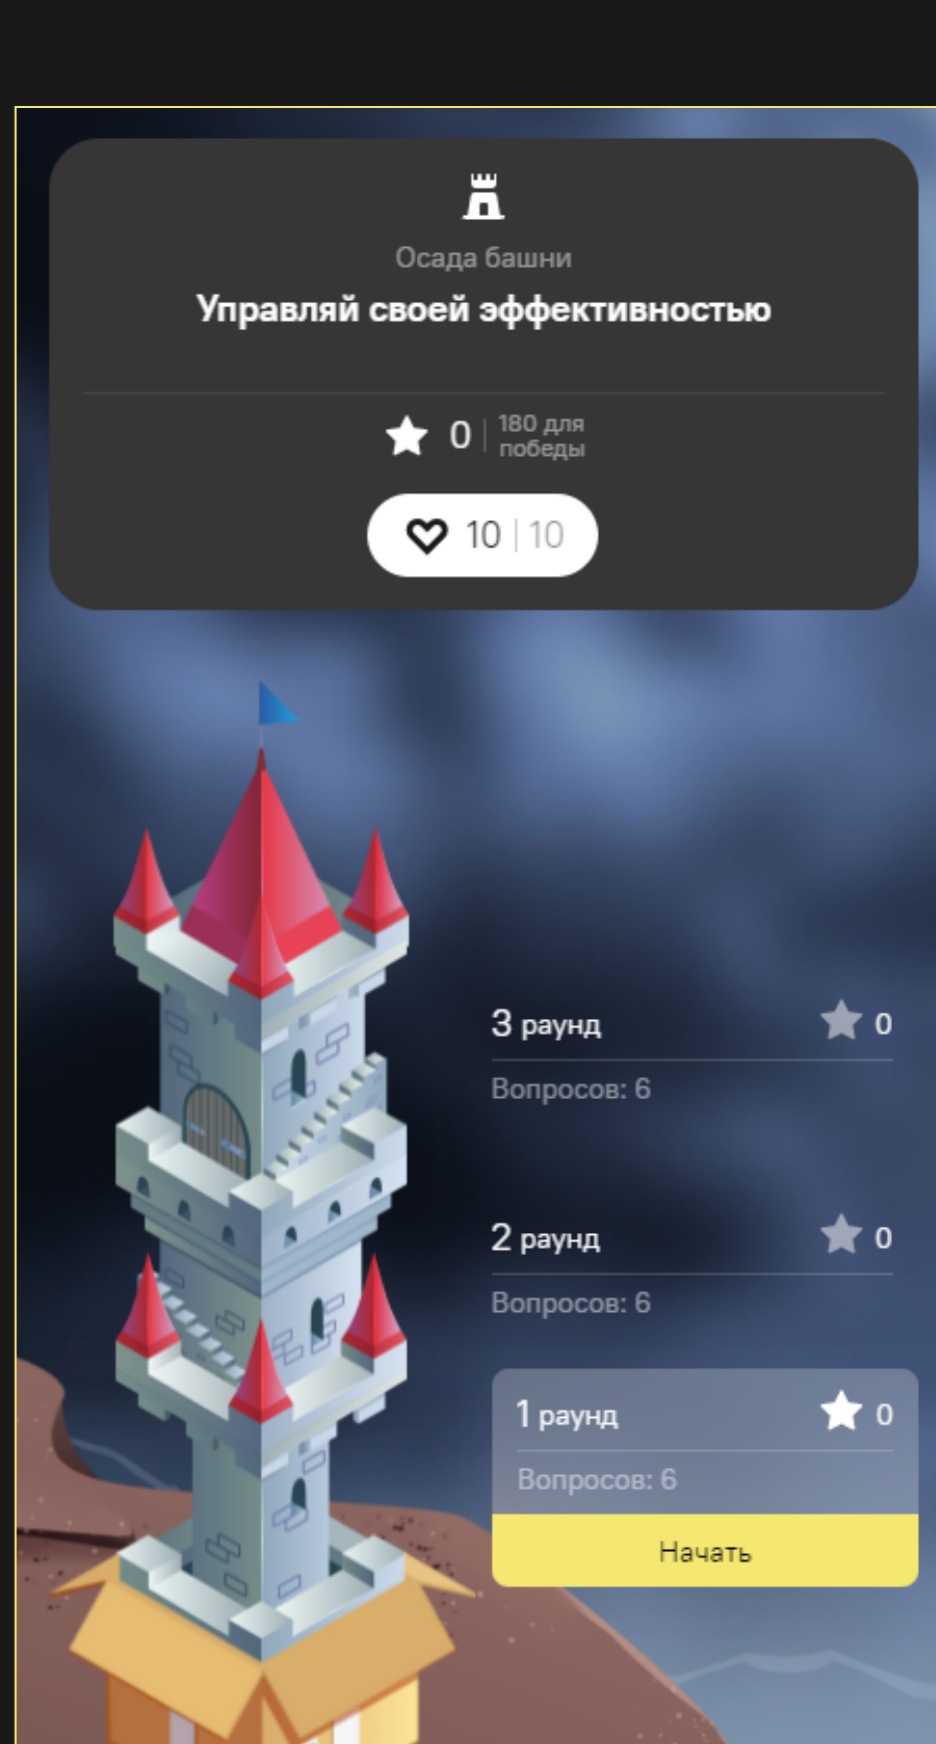 Осада башни
Управляй своей эффективностью
0 | 180 для
победы
10 | 10
3 раунд 0
Вопросов: 6
2 раунд 0
Вопросов: 6
1 раунд 0
Вопросов: 6
Начать